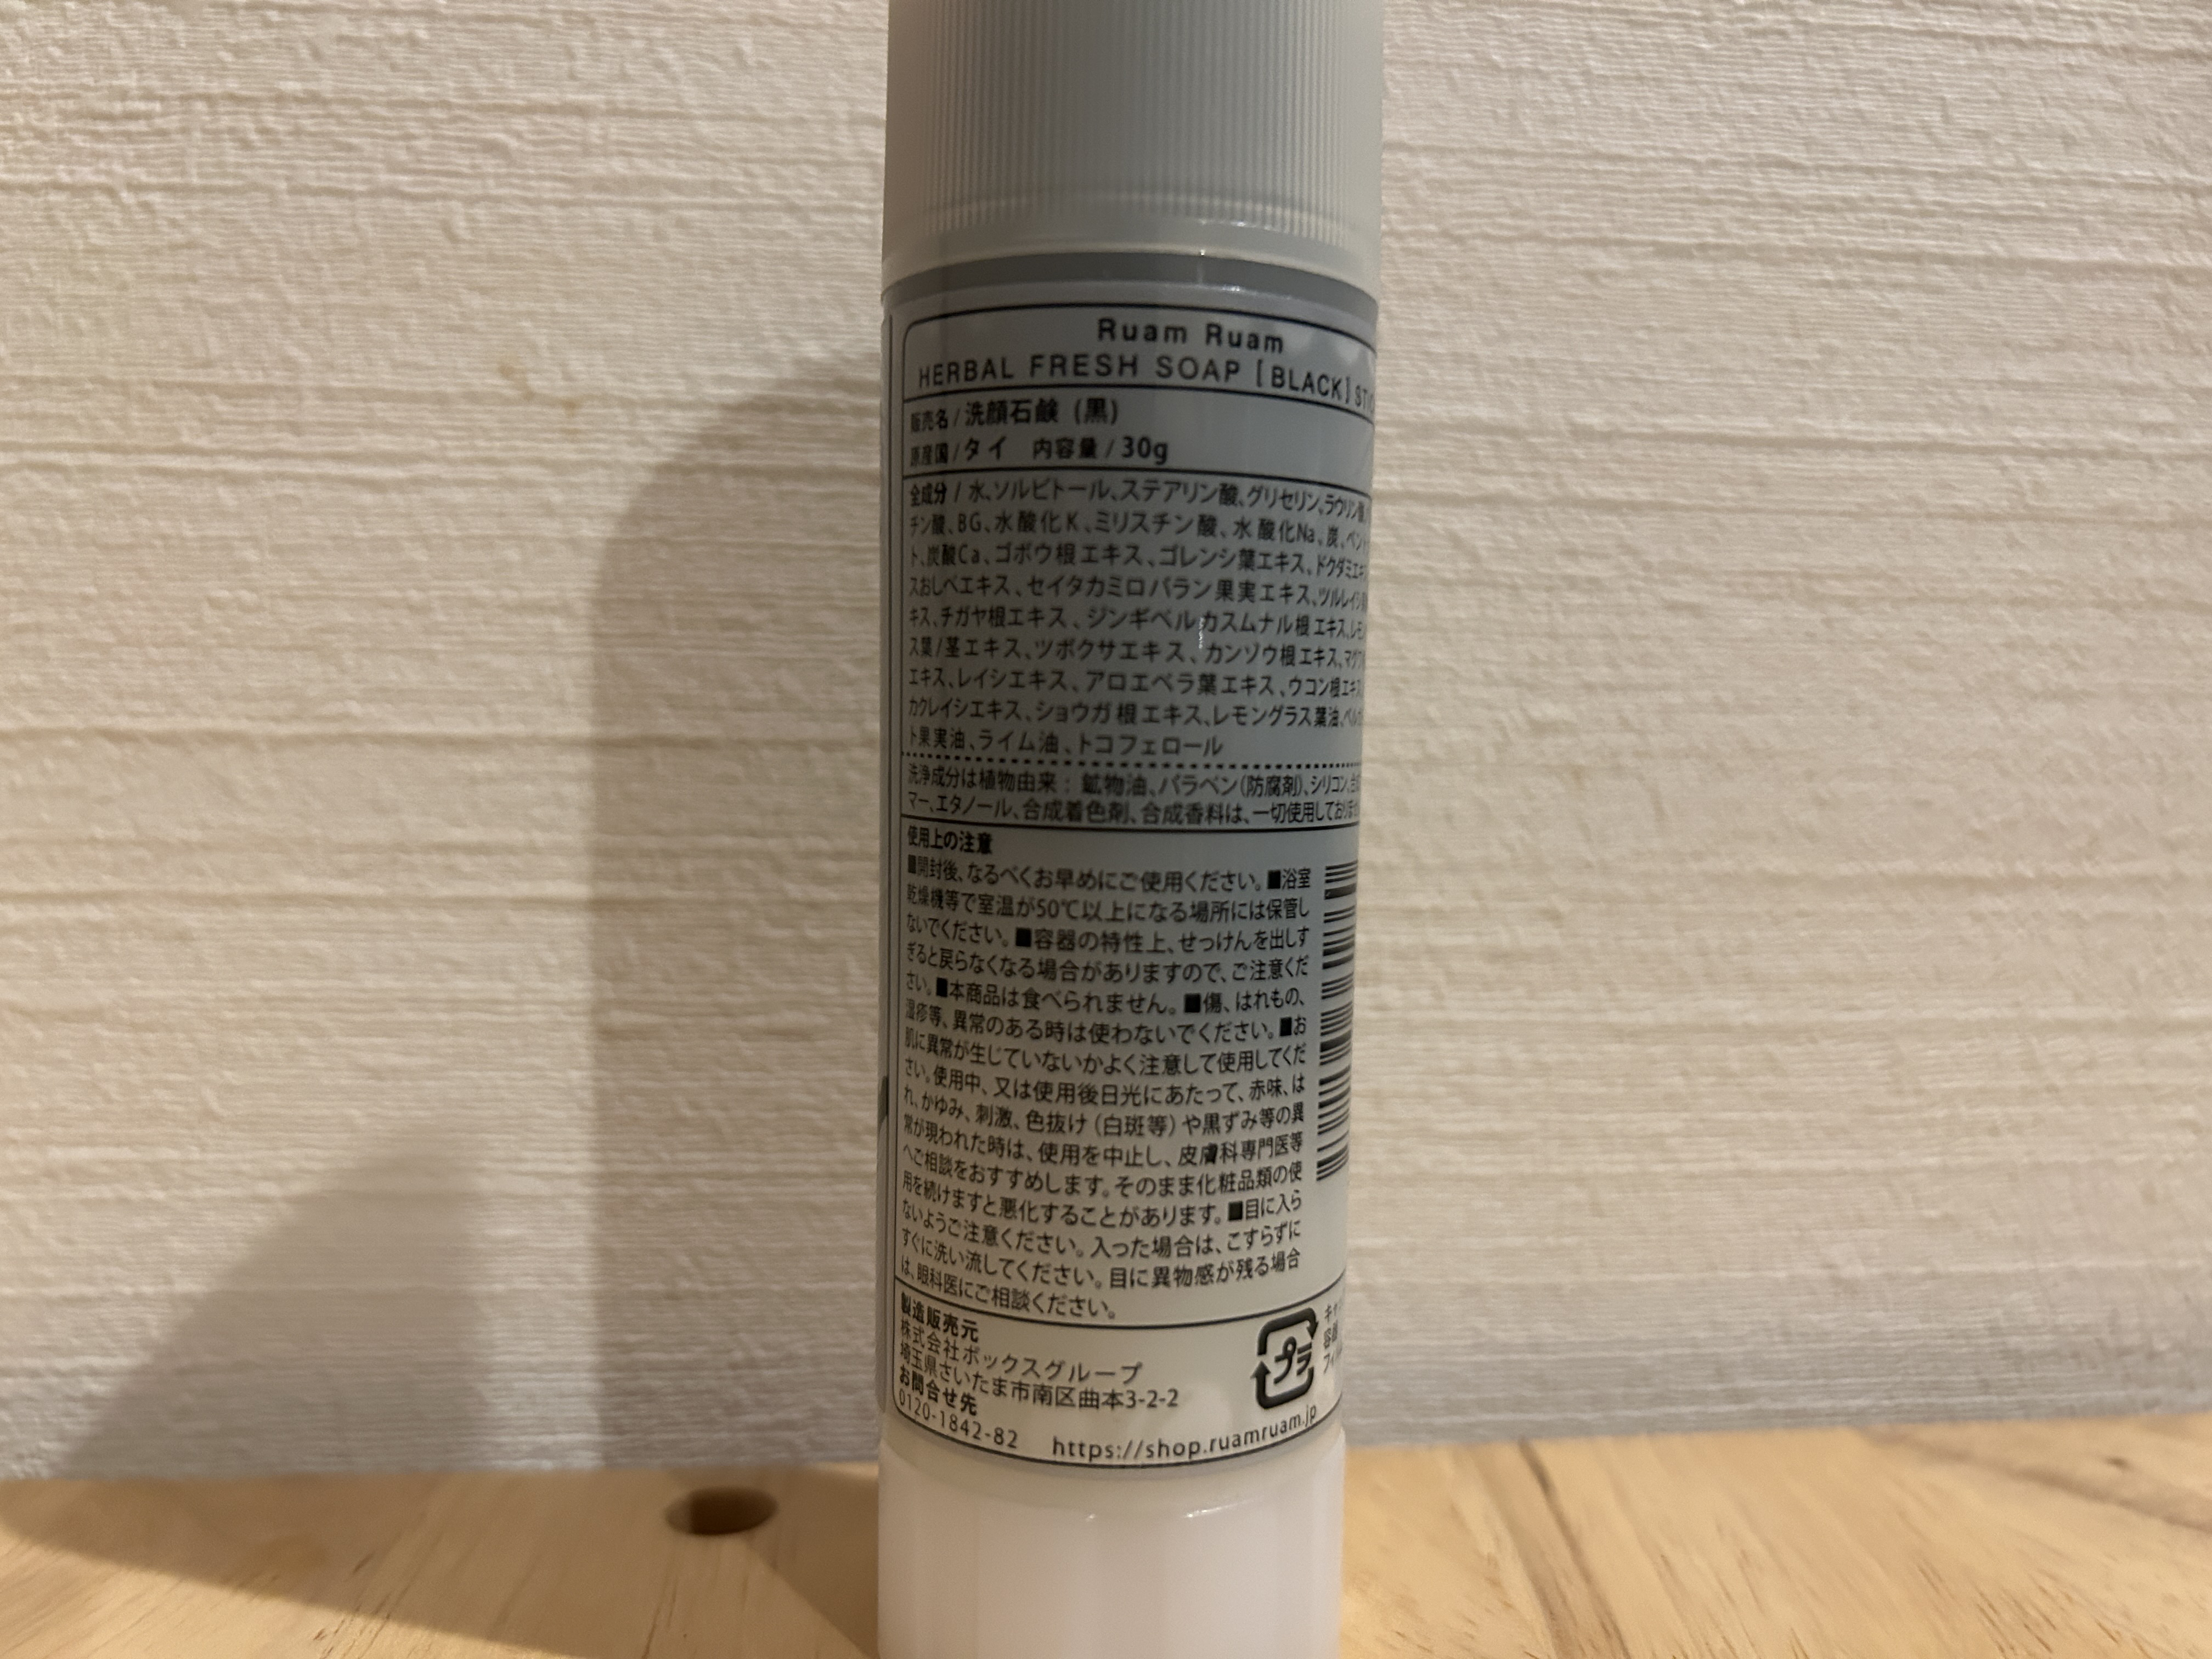 Ruam Ruam
HERBAL FRESH SOAP [BLACK]
販売名/洗顔石鹸 (黒)
原産国/タイ 内容量/30g
全成分/水、ソルビトール、ステアリン酸、グリセリン、ラウリン酸、
チン酸、BG、水酸化K、ミリスチン酸、水酸化Na、炭、ベント
ト、炭酸Ca、ゴボウ根エキス、ゴレンシ葉エキス、ドクダミエキ
スおしべエキス、セイタカミロバラン果実エキス、ツルレイシ
キス、チガヤ根エキス、ジンギベルカスムナル根エキス、レモ
ス葉/茎エキス、ツボクサエキス、カンゾウ根エキス、マグワ
エキス、レイシエキス、アロエベラ葉エキス、ウコン根エキス
カクレイシエキス、ショウガ根エキス、レモングラス葉油、ベルガ
ト果実油、ライム油、トコフェロール
洗浄成分は植物由来：鉱物油、パラベン(防腐剤)、シリコン、
マー、エタノール、合成着色剤、合成香料は、一切使用しており
使用上の注意
■開封後、なるべくお早めにご使用ください。■浴室
乾燥機等で室温が50℃以上になる場所には保管し
ないでください。■容器の特性上、せっけんを出しす
ぎると戻らなくなる場合がありますので、ご注意くだ
さい。■本商品は食べられません。■傷、はれもの、
湿疹等、異常のある時は使わないでください。■お
肌に異常が生じていないかよく注意して使用してくだ
さい。使用中、又は使用後日光にあたって、赤味、は
れ、かゆみ、刺激、色抜け(白斑等)や黒ずみ等の異
常が現われた時は、使用を中止し、皮膚科専門医等
へご相談をおすすめします。そのまま化粧品類の使
用を続けますと悪化することがあります。■目に入ら
ないようご注意ください。入った場合は、こすらずに
すぐに洗い流してください。目に異物感が残る場合
は、眼科医にご相談ください。
製造販売元
株式会社ボックスグループ
埼玉県さいたま市南区曲本3-2-2
お問合せ先
0120-1842-82 https://shop.ruamruam.jp
プラ